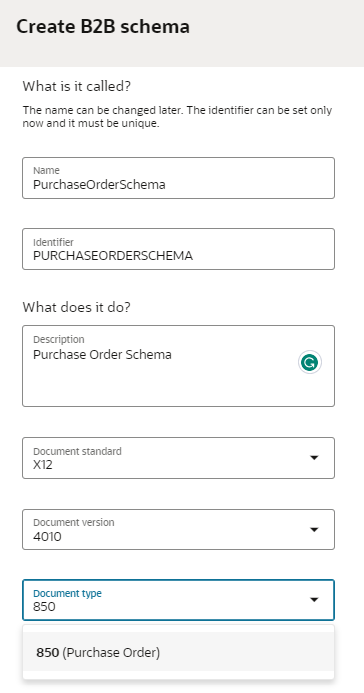 Create B2B schema
What is it called?
The name can be changed later. The identifier can be set only
now and it must be unique.
Name
PurchaseOrderSchema
Identifier
PURCHASEORDERSCHEMA
What does it do?
Description
Purchase Order Schema
Document standard
X12
Document version
4010
Document type
850
850 (Purchase Order)